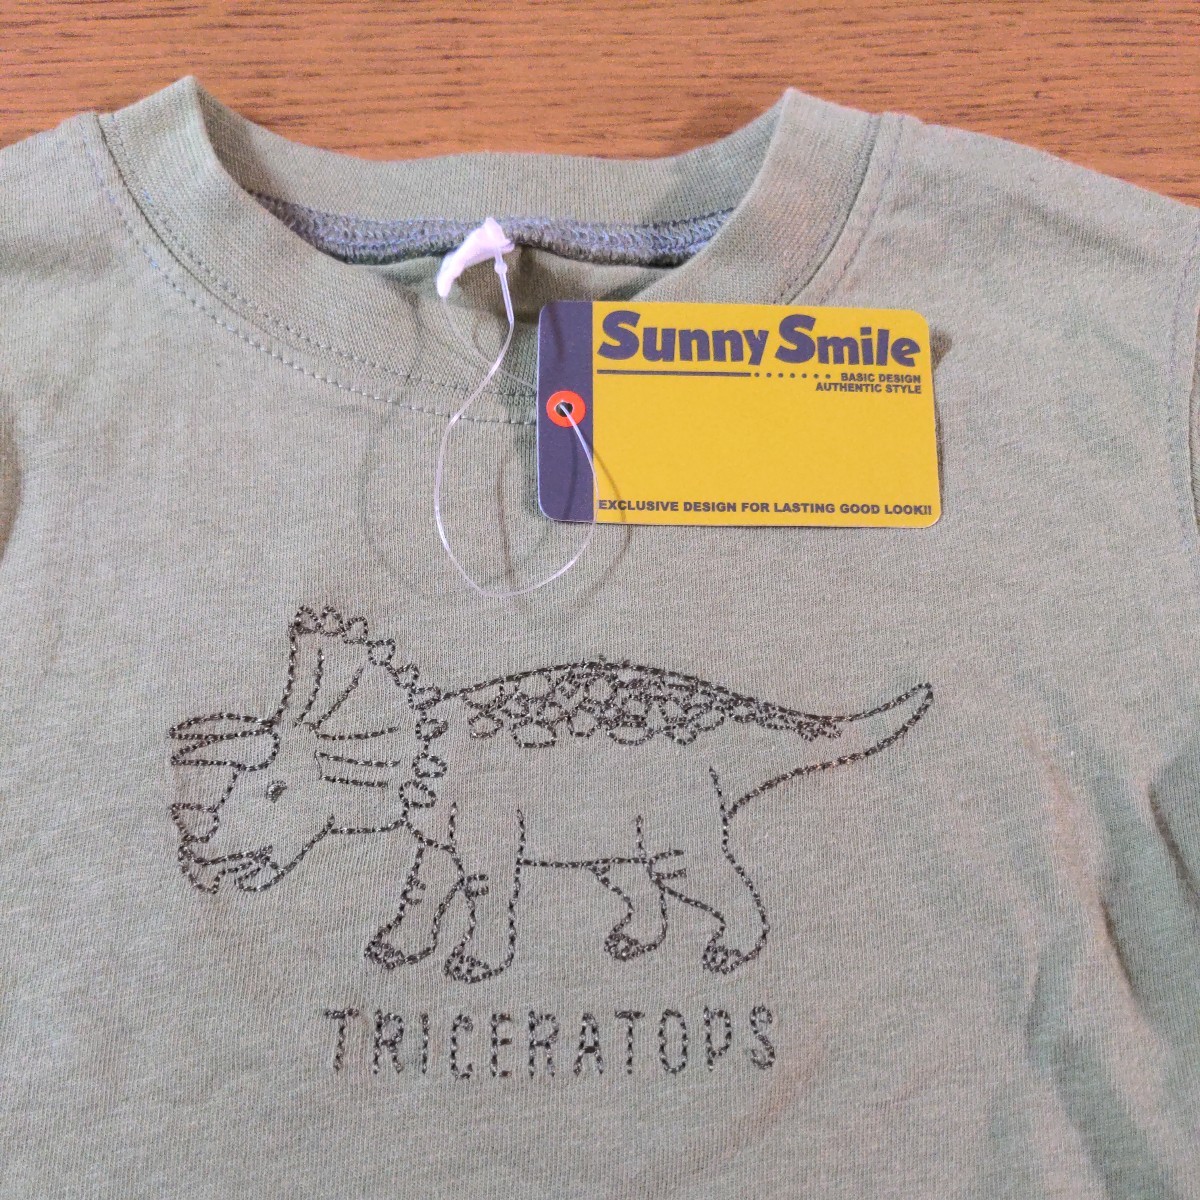 Sunny Smile
BASIC DESIGN
AUTHENTIC STYLE
EXCLUSIVE DESIGN FOR LASTING GOOD LOOK!!
TRICERATOPS